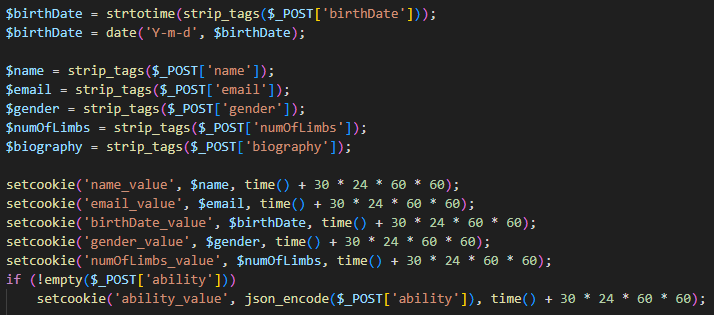 $birthDate = strtotime(strip_tags($_POST['birthDate']));
$birthDate = date('Y-m-d', $birthDate);
$name = strip_tags($_POST['name']);
$email = strip_tags($_POST['email']);
$gender = strip_tags($_POST['gender']);
$numOfLimbs = strip_tags($_POST['numOfLimbs']);
$biography = strip_tags($_POST['biography']);
setcookie('name_value', $name, time() + 30 * 24 * 60 * 60);
setcookie('email_value', $email, time() + 30 * 24 * 60 * 60);
setcookie('birthDate_value', $birthDate, time() + 30 * 24 * 60 * 60);
setcookie('gender_value', $gender, time() + 30 * 24 * 60 * 60);
setcookie('numOfLimbs_value', $numOfLimbs, time() + 30 * 24 * 60 * 60);
if (!empty($_POST['ability']))
    setcookie('ability_value', json_encode($_POST['ability']), time() + 30 * 24 * 60 * 60);